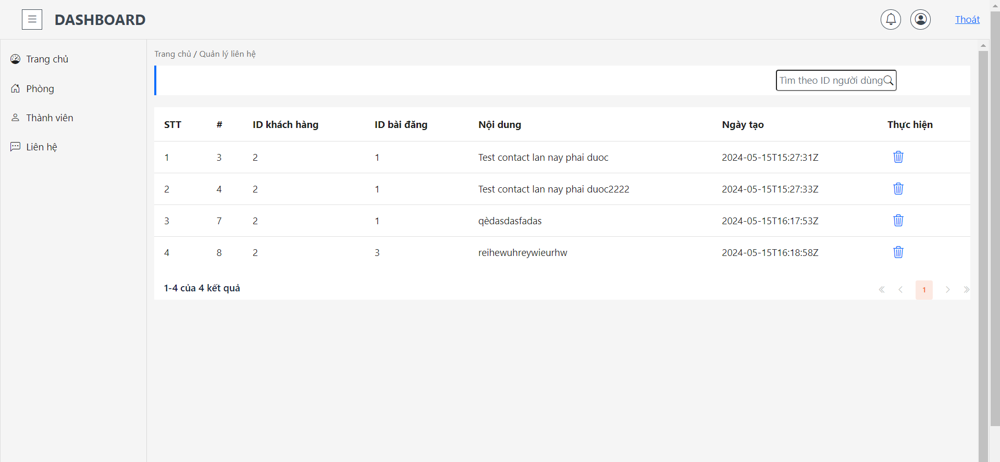 DASHBOARD
Thoát
Trang chủ
Phòng
Thành viên
Liên hệ
Trang chủ / Quản lý liên hệ
Tìm theo ID người dùng
STT # ID khách hàng ID bài đăng Nội dung Ngày tạo Thực hiện
1 3 2 1 Test contact lan nay phai duoc 2024-05-15T15:27:31Z
2 4 2 1 Test contact lan nay phai duoc2222 2024-05-15T15:27:33Z
3 7 2 1 qèdasdasfadas 2024-05-15T16:17:53Z
4 8 2 3 reihewuhreywieurhw 2024-05-15T16:18:58Z
1-4 của 4 kết quả
1